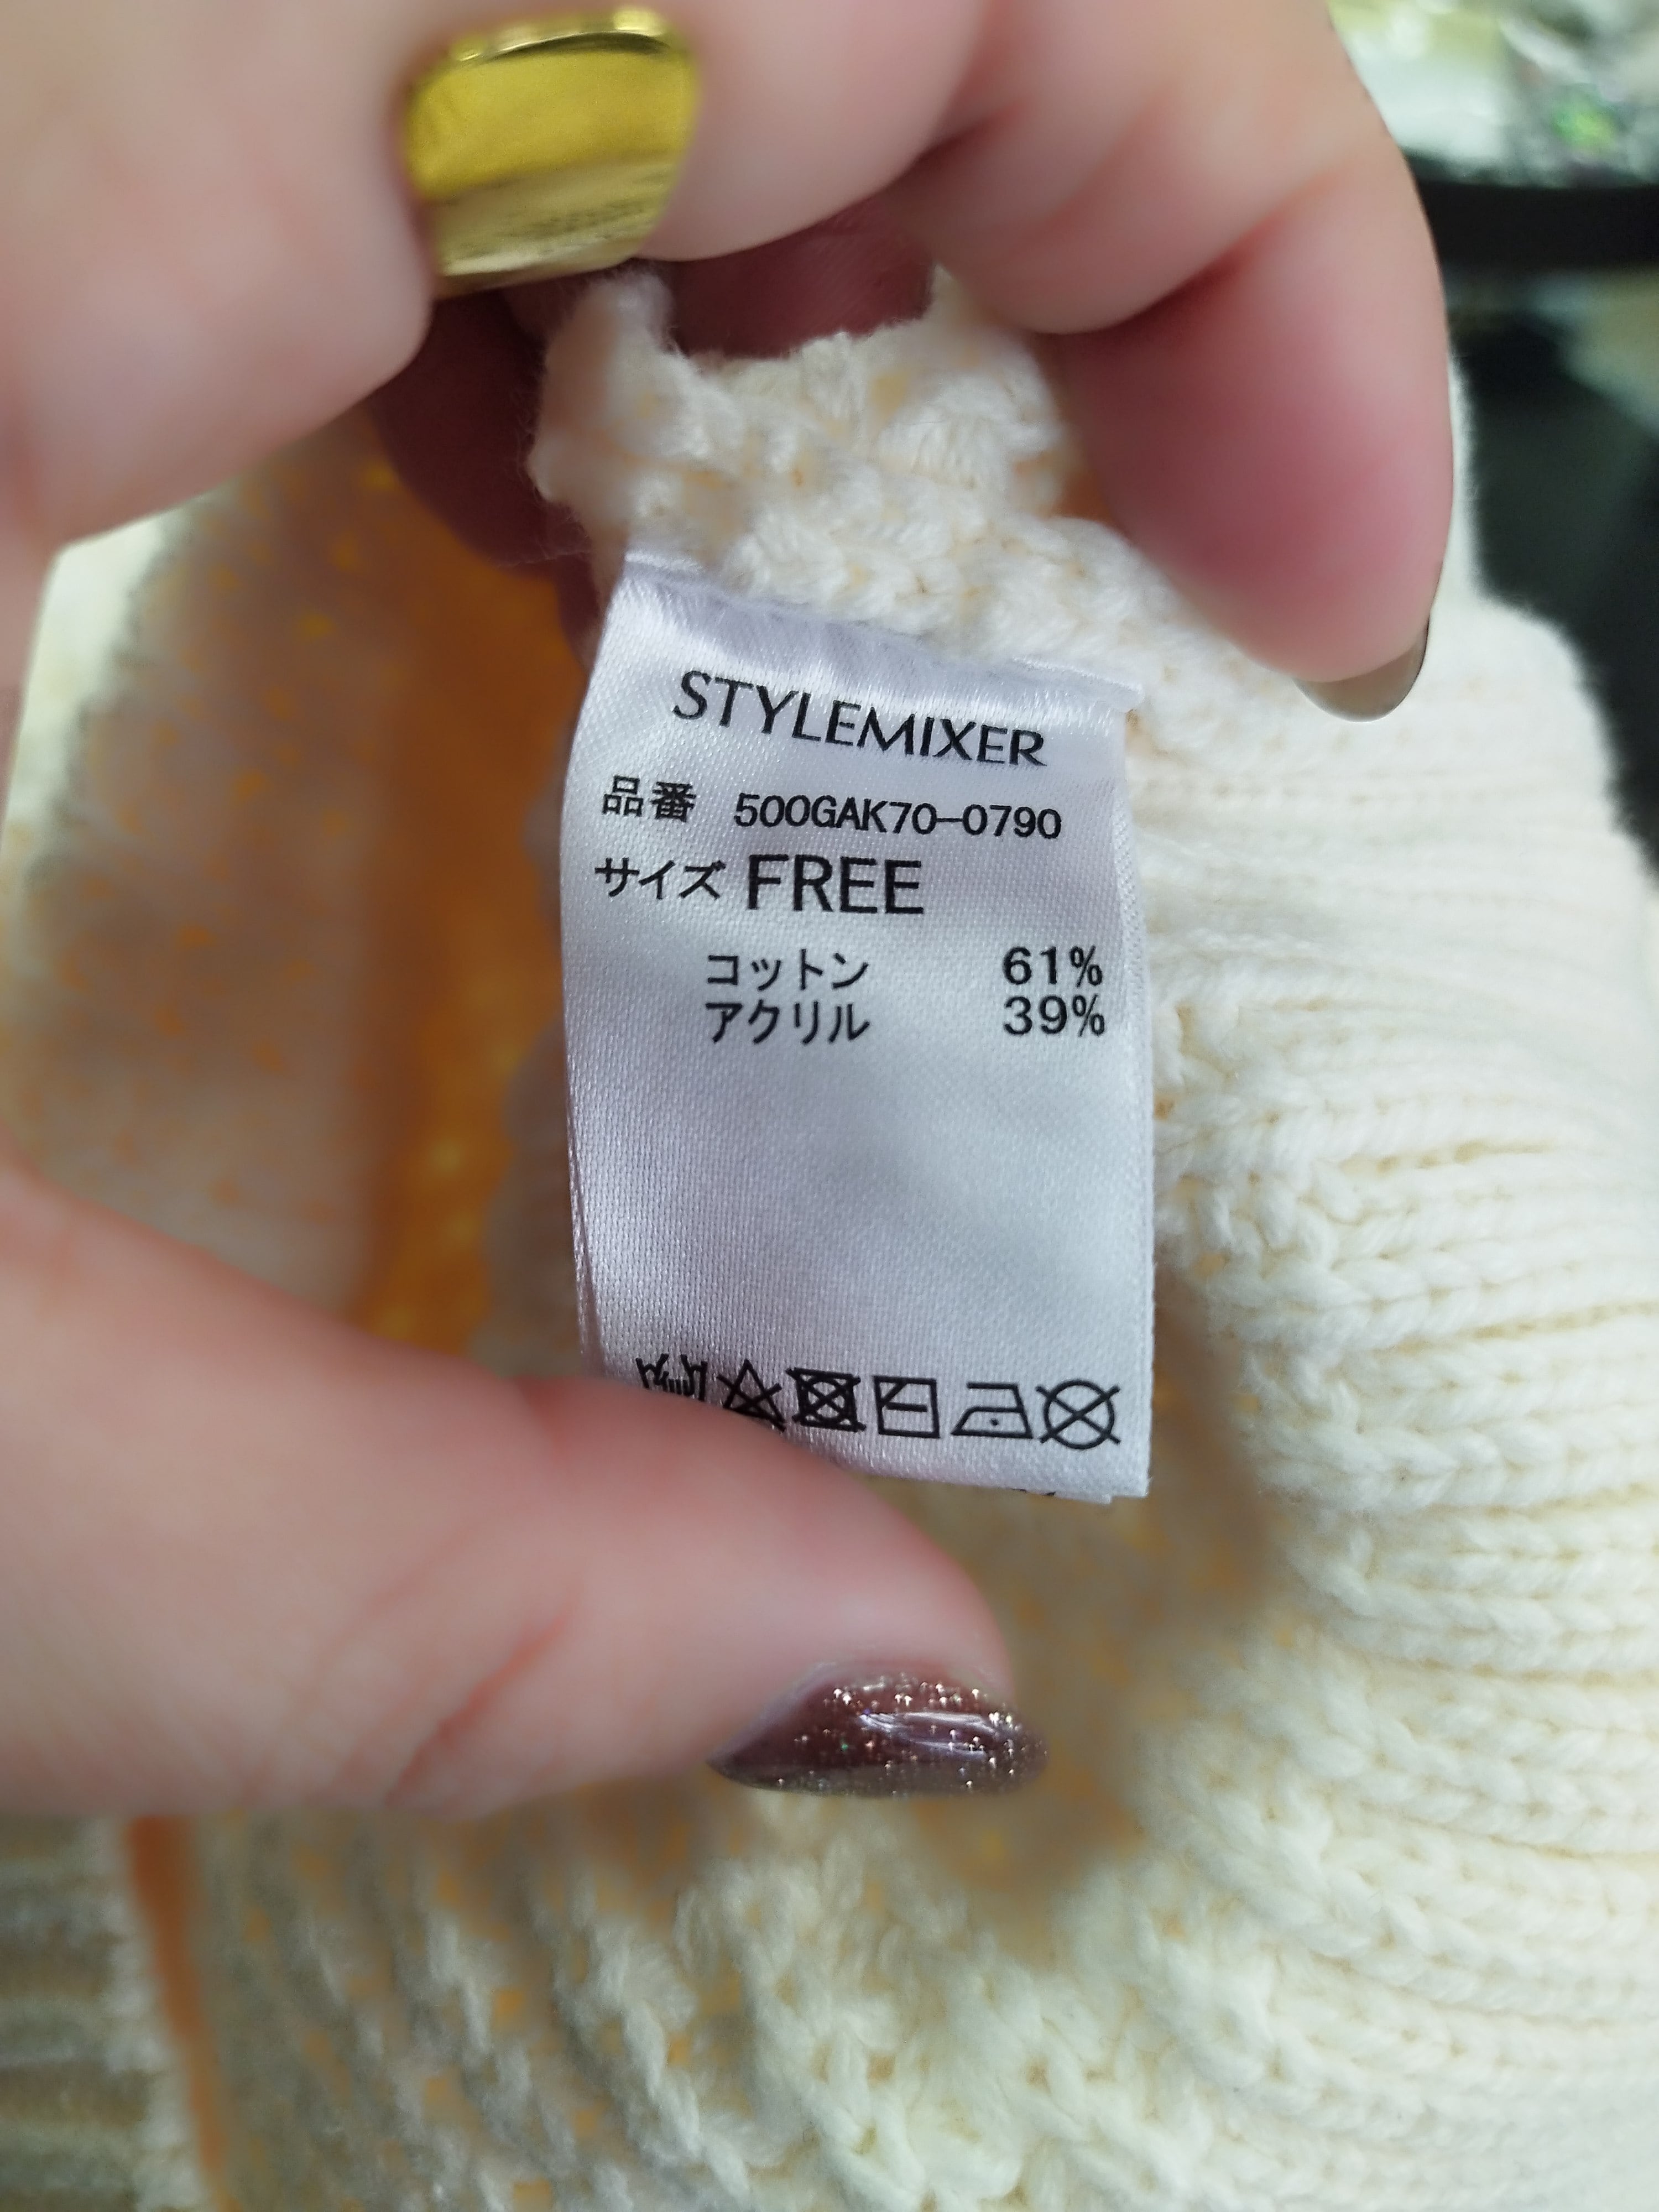 STYLEMIXER
品番 500GAK70-0790
サイズ FREE
コットン 61%
アクリル 39%